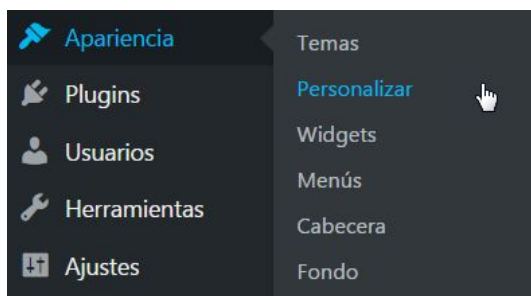 Apariencia
Plugins
Usuarios
Herramientas
Ajustes
Temas
Personalizar
Widgets
Menús
Cabecera
Fondo